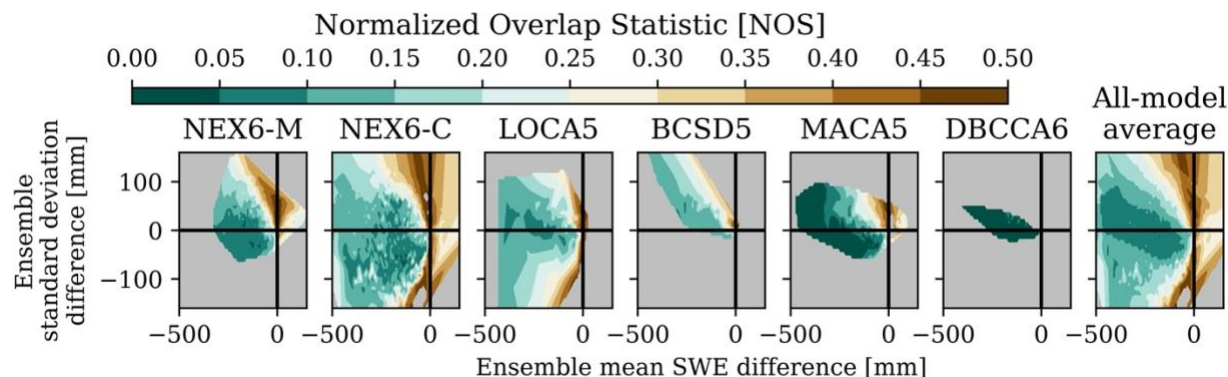 Normalized Overlap Statistic [NOS]
0.00 0.05 0.10 0.15 0.20 0.25 0.30 0.35 0.40 0.45 0.50
NEX6-M NEX6-C LOCA5 BCSD5 MACA5 DBCCA6 All-model
average
Ensemble
standard deviation
difference [mm]
100
0
−100
−500 0 −500 0 −500 0 −500 0 −500 0 −500 0 −500 0
Ensemble mean SWE difference [mm]